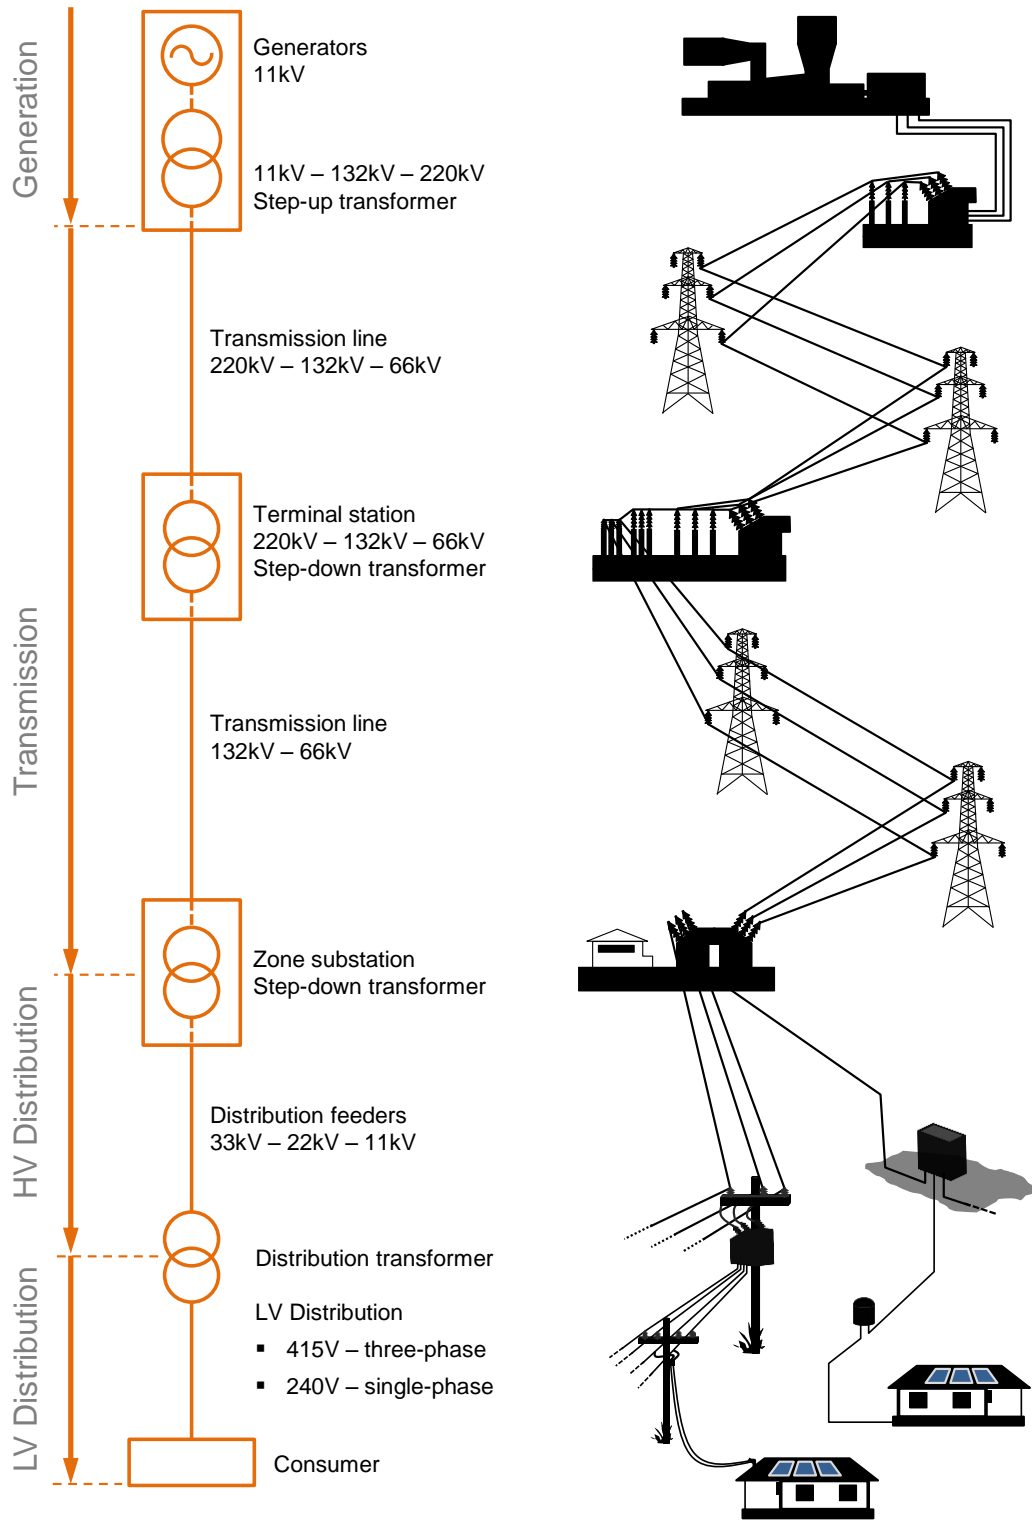 Generation
Generators
11kV
11kV – 132kV – 220kV
Step-up transformer
Transmission
Transmission line
220kV – 132kV – 66kV
Terminal station
220kV – 132kV – 66kV
Step-down transformer
Transmission line
132kV – 66kV
Zone substation
Step-down transformer
HV Distribution
Distribution feeders
33kV – 22kV – 11kV
Distribution transformer
LV Distribution
LV Distribution
▪ 415V – three-phase
▪ 240V – single-phase
Consumer